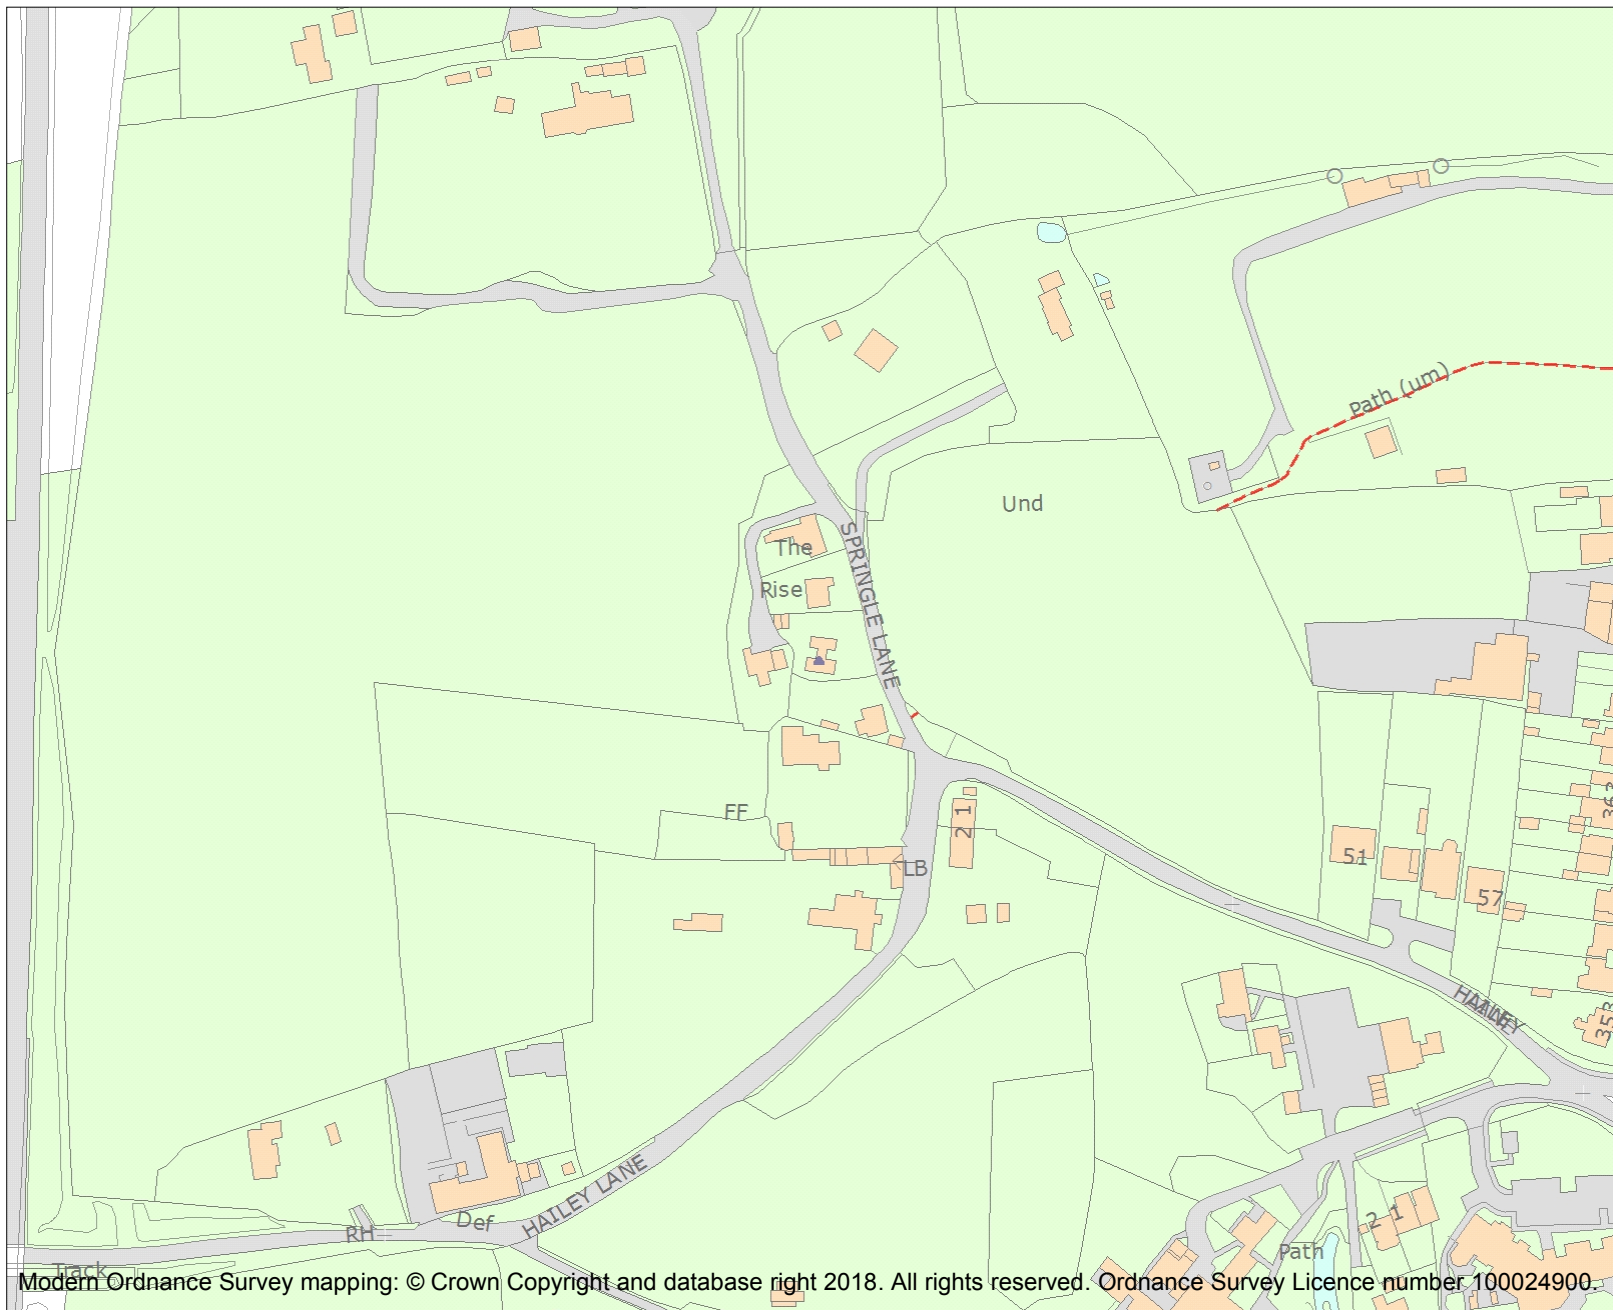 Path (um)
Und
SPRINGLE LANE
The
Rise
FF
2 1
LB
51
57
363
HAILEY
353
HAILEY LANE
Def
RH
2 1
Path
Track
Modern Ordnance Survey mapping: © Crown Copyright and database right 2018. All rights reserved. Ordnance Survey Licence number 100024900.